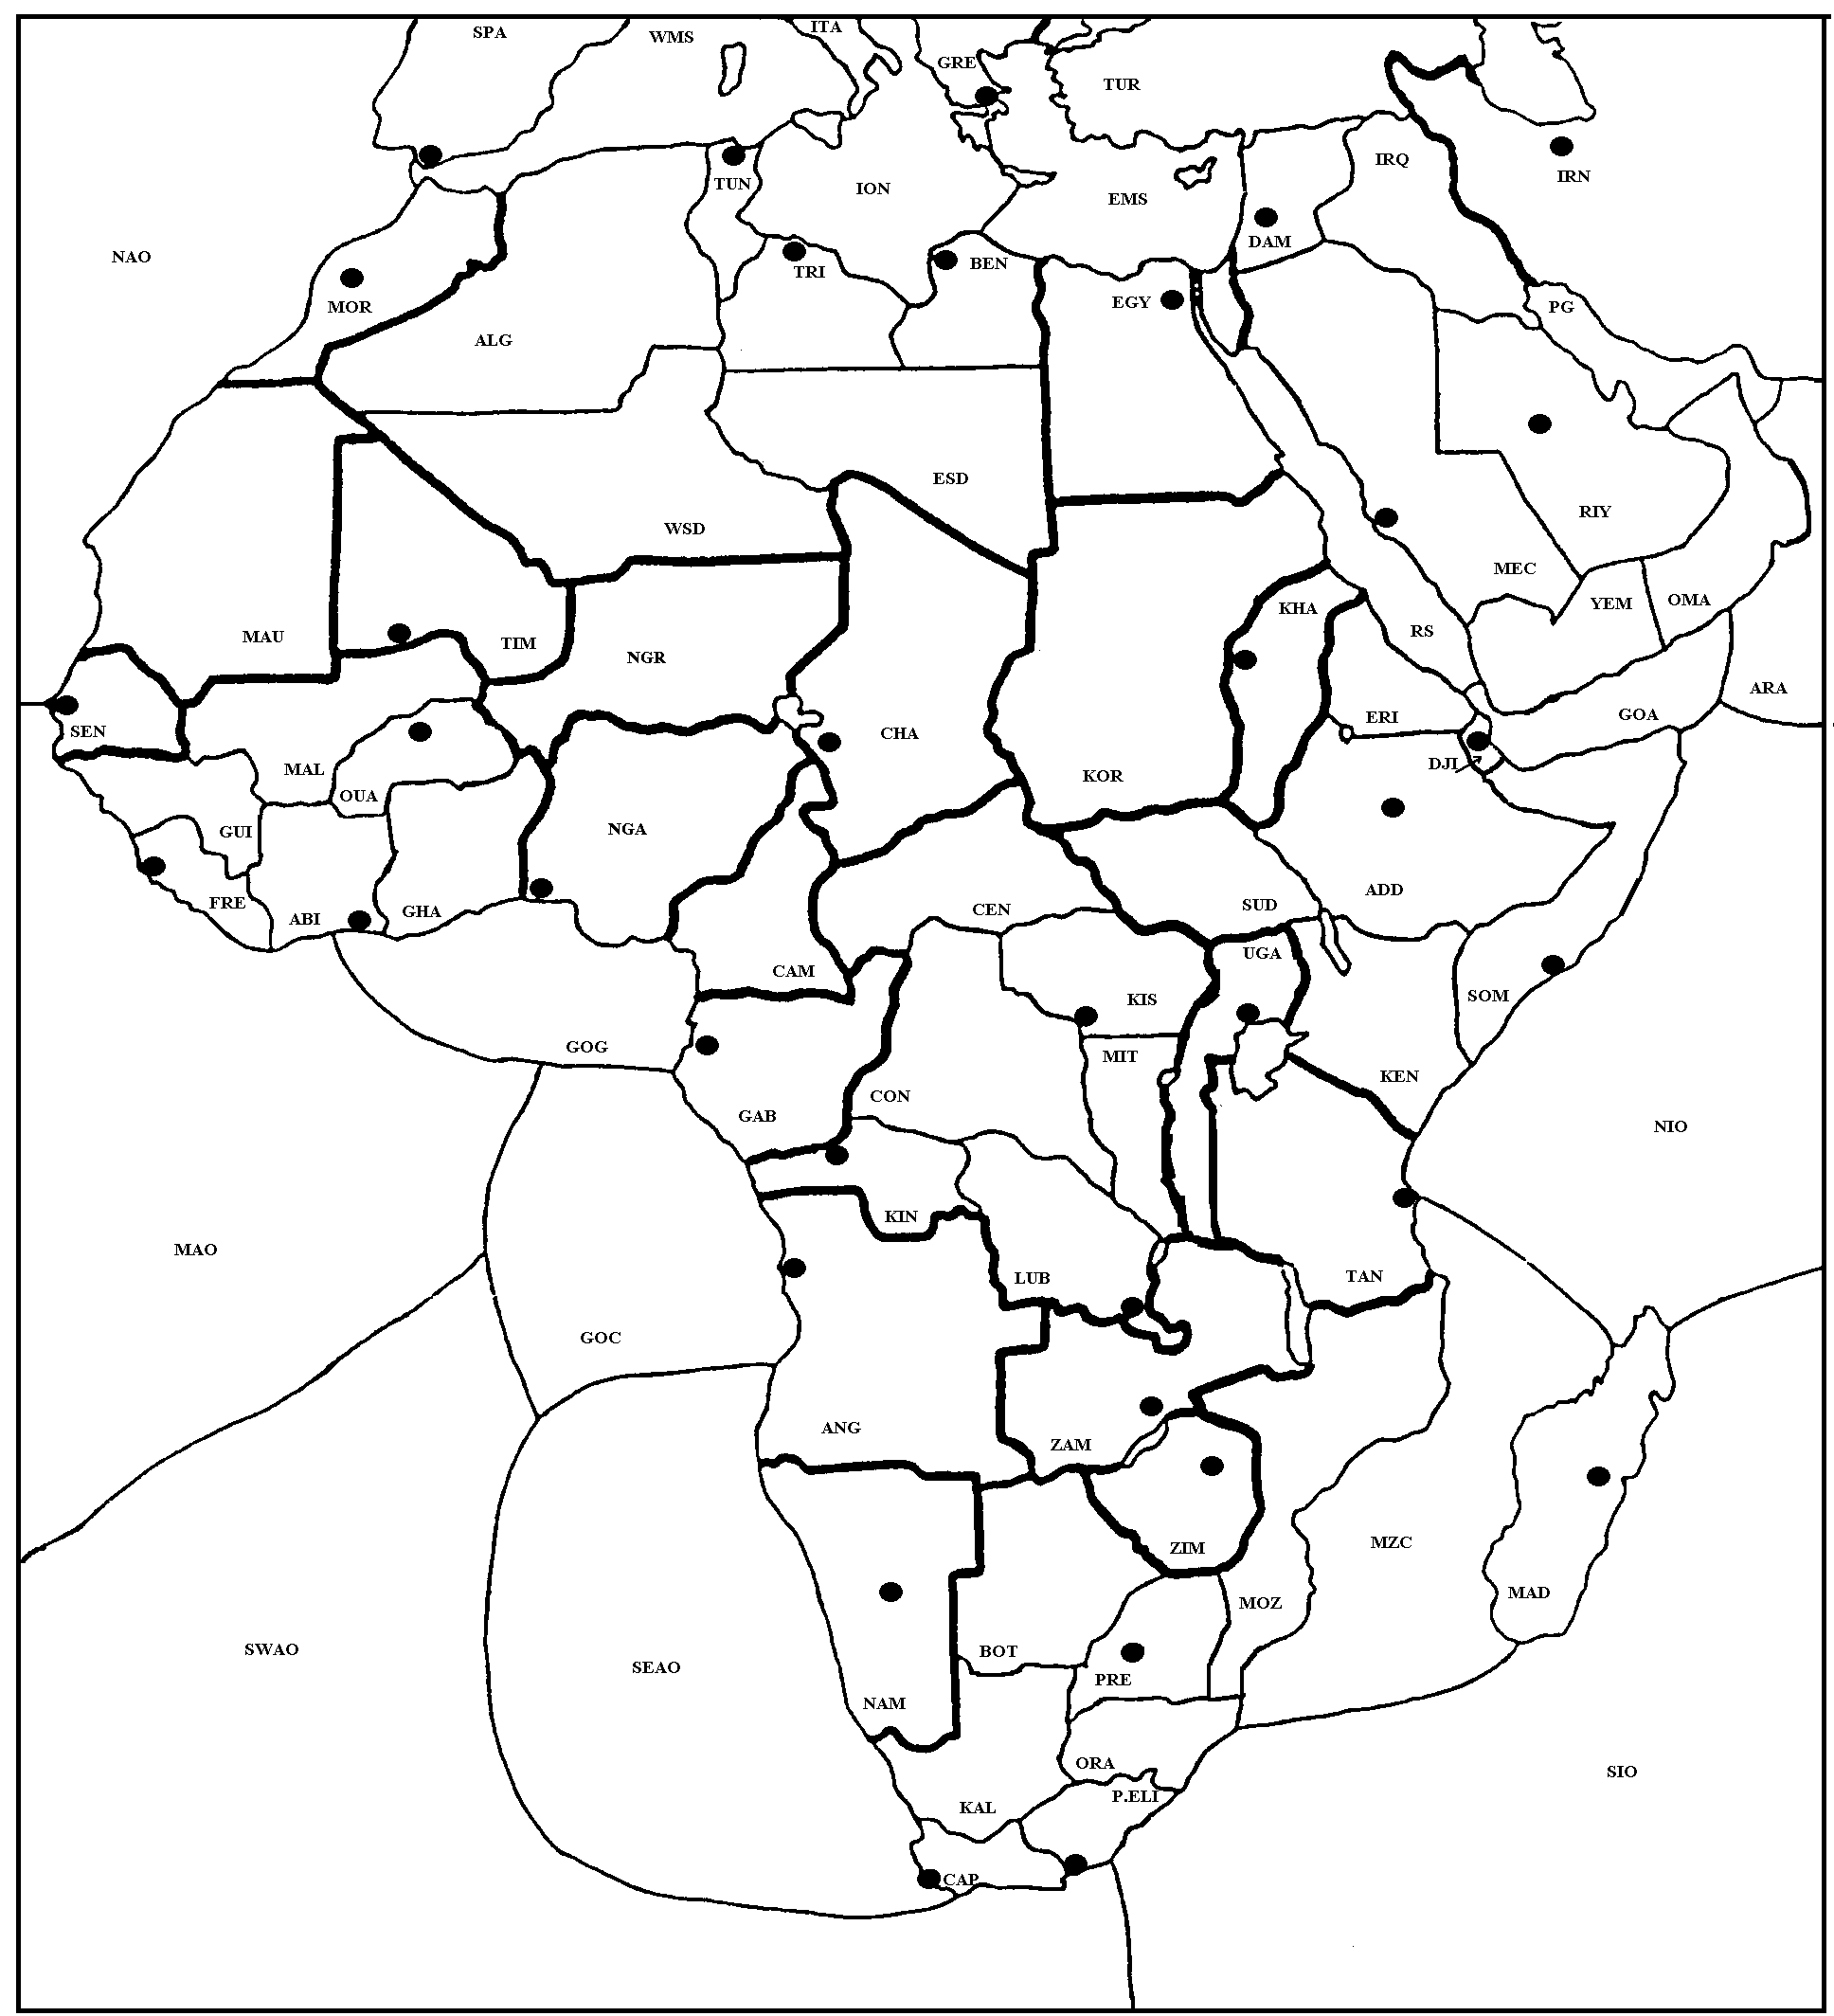 SPA
WMS
ITA
GRE
TUR
IRQ
IRN
TUN
ION
EMS
DAM
NAO
TRI
BEN
MOR
EGY
PG
ALG
ESD
RIY
WSD
MEC
YEM
OMA
KHA
RS
MAU
TIM
NGR
ARA
SEN
ERI
GOA
CHA
DJI
MAL
KOR
OUA
GUI
NGA
ADD
FRE
ABI
GHA
CEN
SUD
UGA
CAM
KIS
SOM
GOG
MIT
KEN
CON
GAB
NIO
KIN
MAO
LUB
TAN
GOC
ANG
ZAM
MZC
ZIM
MAD
MOZ
SWAO
BOT
SEAO
PRE
NAM
ORA
SIO
P.ELI
KAL
CAP